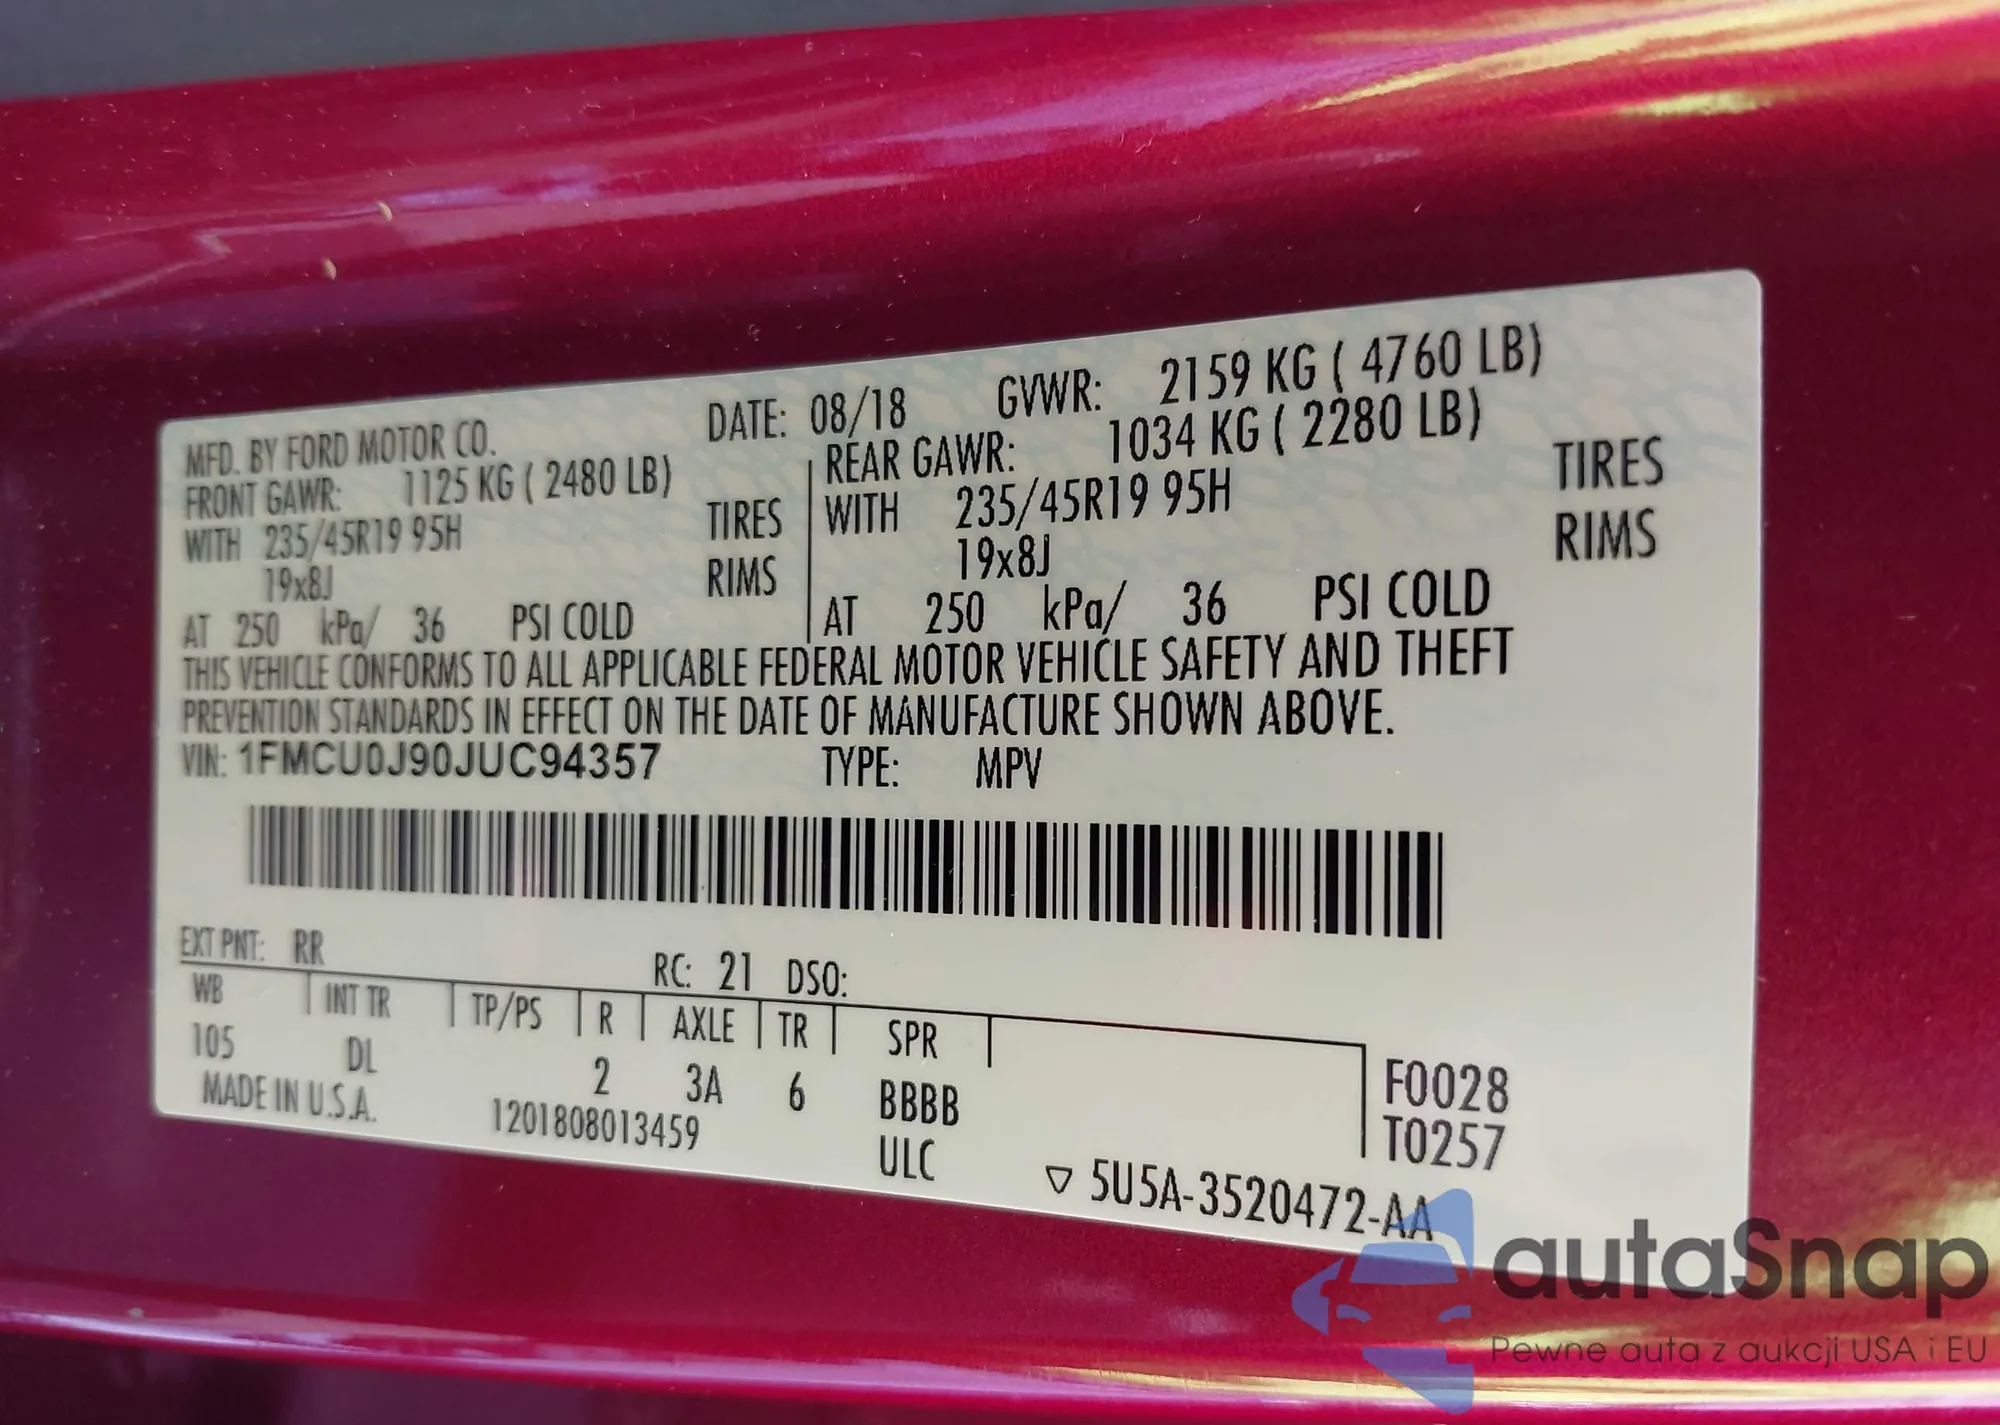 MFD. BY FORD MOTOR CO. DATE: 08/18 GVWR: 2159 KG ( 4760 LB)
FRONT GAWR: 1125 KG ( 2480 LB) REAR GAWR: 1034 KG ( 2280 LB)
WITH 235/45R19 95H TIRES WITH 235/45R19 95H TIRES
19x8J RIMS 19x8J RIMS
AT 250 kPa/ 36 PSI COLD AT 250 kPa/ 36 PSI COLD
THIS VEHICLE CONFORMS TO ALL APPLICABLE FEDERAL MOTOR VEHICLE SAFETY AND THEFT
PREVENTION STANDARDS IN EFFECT ON THE DATE OF MANUFACTURE SHOWN ABOVE.
VIN: 1FMCU0J90JUC94357 TYPE: MPV
EXT PNT: RR RC: 21 DSO:
WB INT TR TP/PS R AXLE TR SPR
105 DL 2 3A 6 BBBB F0028
MADE IN U.S.A. 1201808013459 ULC T0257
▽ 5U5A-3520472-AA
autaSnap
Pewne auta z aukcji USA i EU